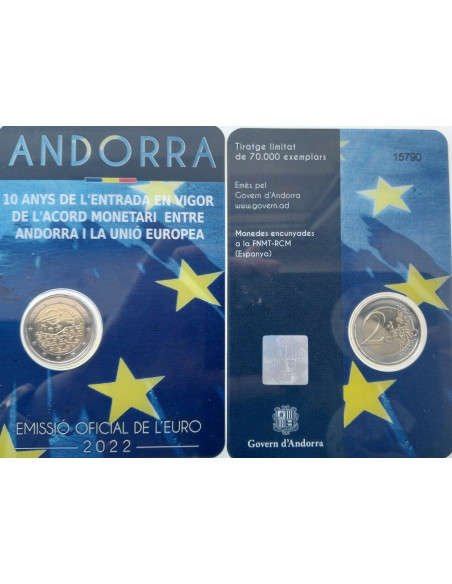 ANDORRA
10 ANYS DE L'ENTRADA EN VIGOR
DE L'ACORD MONETARI ENTRE
ANDORRA I LA UNIÓ EUROPEA
EMISSIÓ OFICIAL DE L'EURO
2022
Tiratge limitat
de 70.000 exemplars
15790
Emès pel
Govern d'Andorra
www.govern.ad
Monedes encunyades
a la FNMT-RCM
(Espanya)
2
Govern d'Andorra